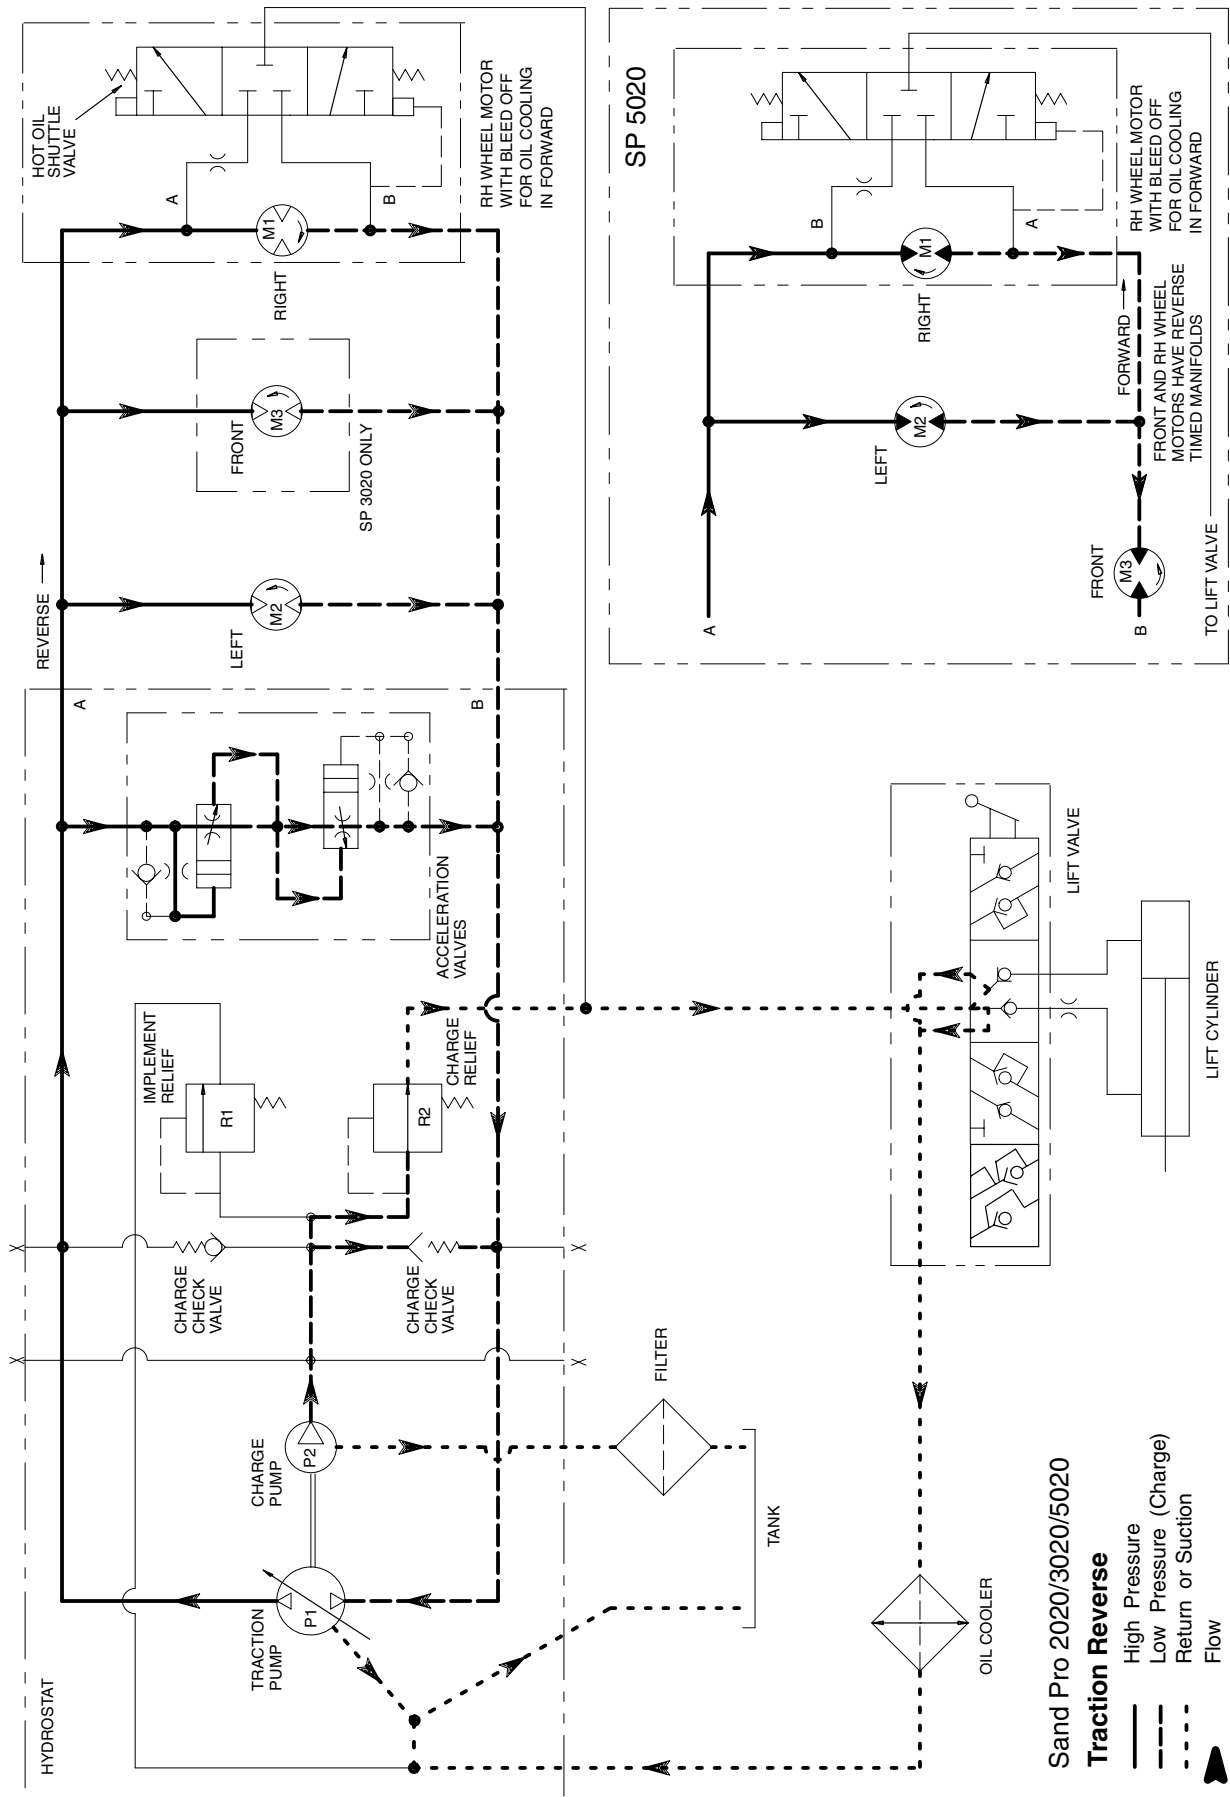 HYDROSTAT
TRACTION
PUMP
P1
CHARGE
PUMP
P2
CHARGE
CHECK
VALVE
CHARGE
CHECK
VALVE
X
X
X
X
IMPLEMENT
RELIEF
R1
R2
CHARGE
RELIEF
ACCELERATION
VALVES
A
B
REVERSE
LEFT
M2
FRONT
M3
SP 3020 ONLY
RIGHT
M1
A
B
HOT OIL
SHUTTLE
VALVE
RH WHEEL MOTOR
WITH BLEED OFF
FOR OIL COOLING
IN FORWARD
FILTER
TANK
OIL COOLER
LIFT VALVE
LIFT CYLINDER
SP 5020
A
B
LEFT
M2
RIGHT
M1
B
A
FRONT
M3
FORWARD
FRONT AND RH WHEEL
MOTORS HAVE REVERSE
TIMED MANIFOLDS
RH WHEEL MOTOR
WITH BLEED OFF
FOR OIL COOLING
IN FORWARD
TO LIFT VALVE
Sand Pro 2020/3020/5020
Traction Reverse
High Pressure
Low Pressure (Charge)
Return or Suction
Flow